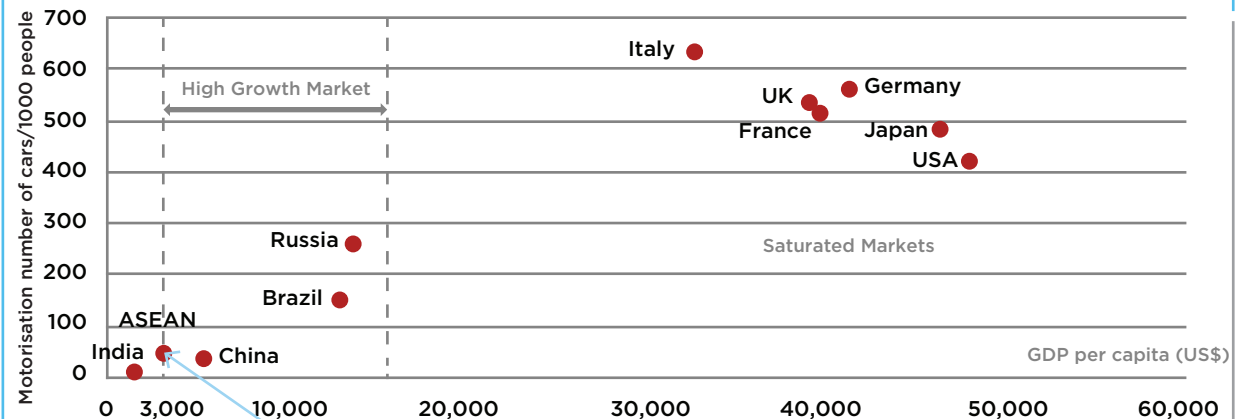 Motorisation number of cars/1000 people
700
600
500
400
300
200
100
0
High Growth Market
Italy
UK
Germany
France
Japan
USA
Russia
Saturated Markets
Brazil
ASEAN
India
China
GDP per capita (US$)
0 3,000 10,000 20,000 30,000 40,000 50,000 60,000